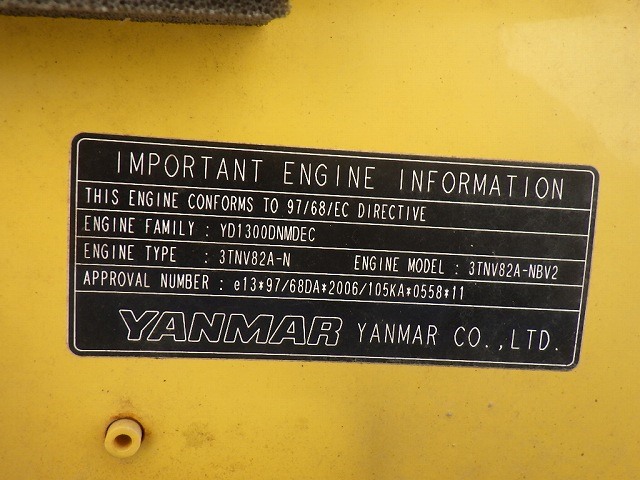 IMPORTANT ENGINE INFORMATION
THIS ENGINE CONFORMS TO 97/68/EC DIRECTIVE
ENGINE FAMILY : YD1300DNMDEC
ENGINE TYPE : 3TNV82A-N ENGINE MODEL : 3TNV82A-NBV2
APPROVAL NUMBER : e13*97/68DA*2006/105KA*0558*11
YANMAR YANMAR CO.,LTD.